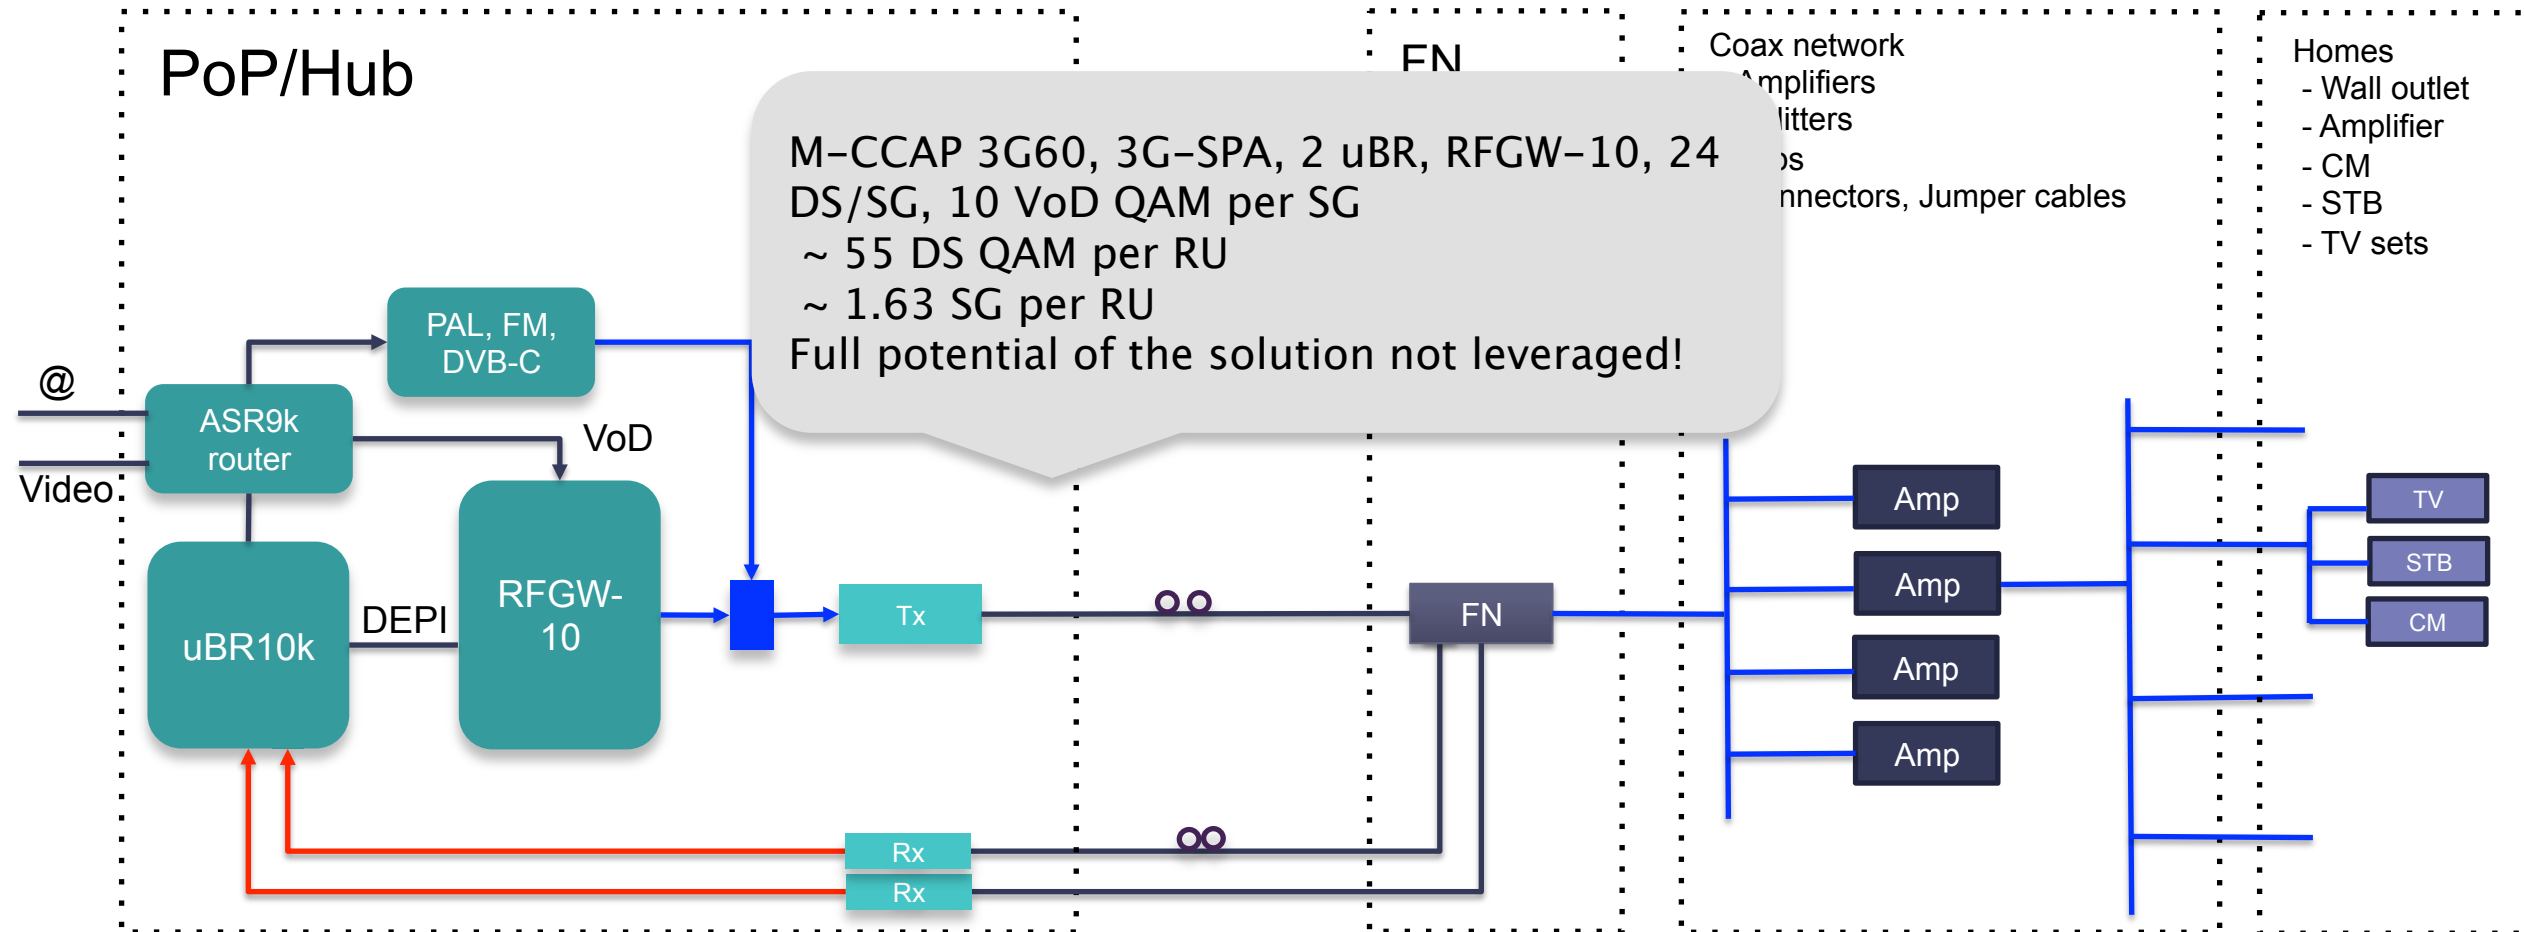 PoP/Hub
FN
Coax network
Amplifiers
Jumper cables
Homes
- Wall outlet
- Amplifier
- CM
- STB
- TV sets
M-CCAP 3G60, 3G-SPA, 2 uBR, RFGW-10, 24
DS/SG, 10 VoD QAM per SG
~ 55 DS QAM per RU
~ 1.63 SG per RU
Full potential of the solution not leveraged!
PAL, FM,
DVB-C
@
ASR9k
router
Video
VoD
uBR10k
DEPI
RFGW-
10
Tx
FN
Amp
Amp
Amp
Amp
TV
STB
CM
Rx
Rx